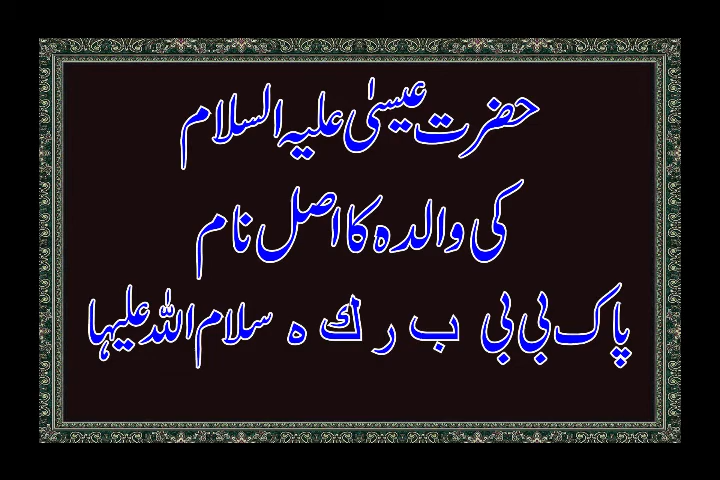 حضرت عیسیٰ علیہ السلام
کی والدہ کا اصل نام
پاک بی بی ب ر ك ه سلام اللہ علیہا